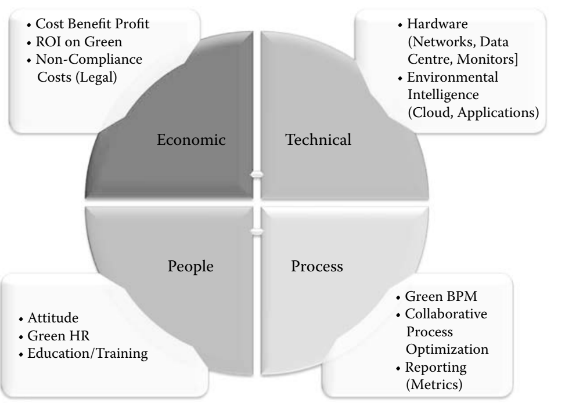 • Cost Benefit Profit
• ROI on Green
• Non-Compliance
Costs (Legal)
• Hardware
(Networks, Data
Centre, Monitors]
• Environmental
Intelligence
(Cloud, Applications)
Economic
Technical
People
Process
• Attitude
• Green HR
• Education/Training
• Green BPM
• Collaborative
Process
Optimization
• Reporting
(Metrics)